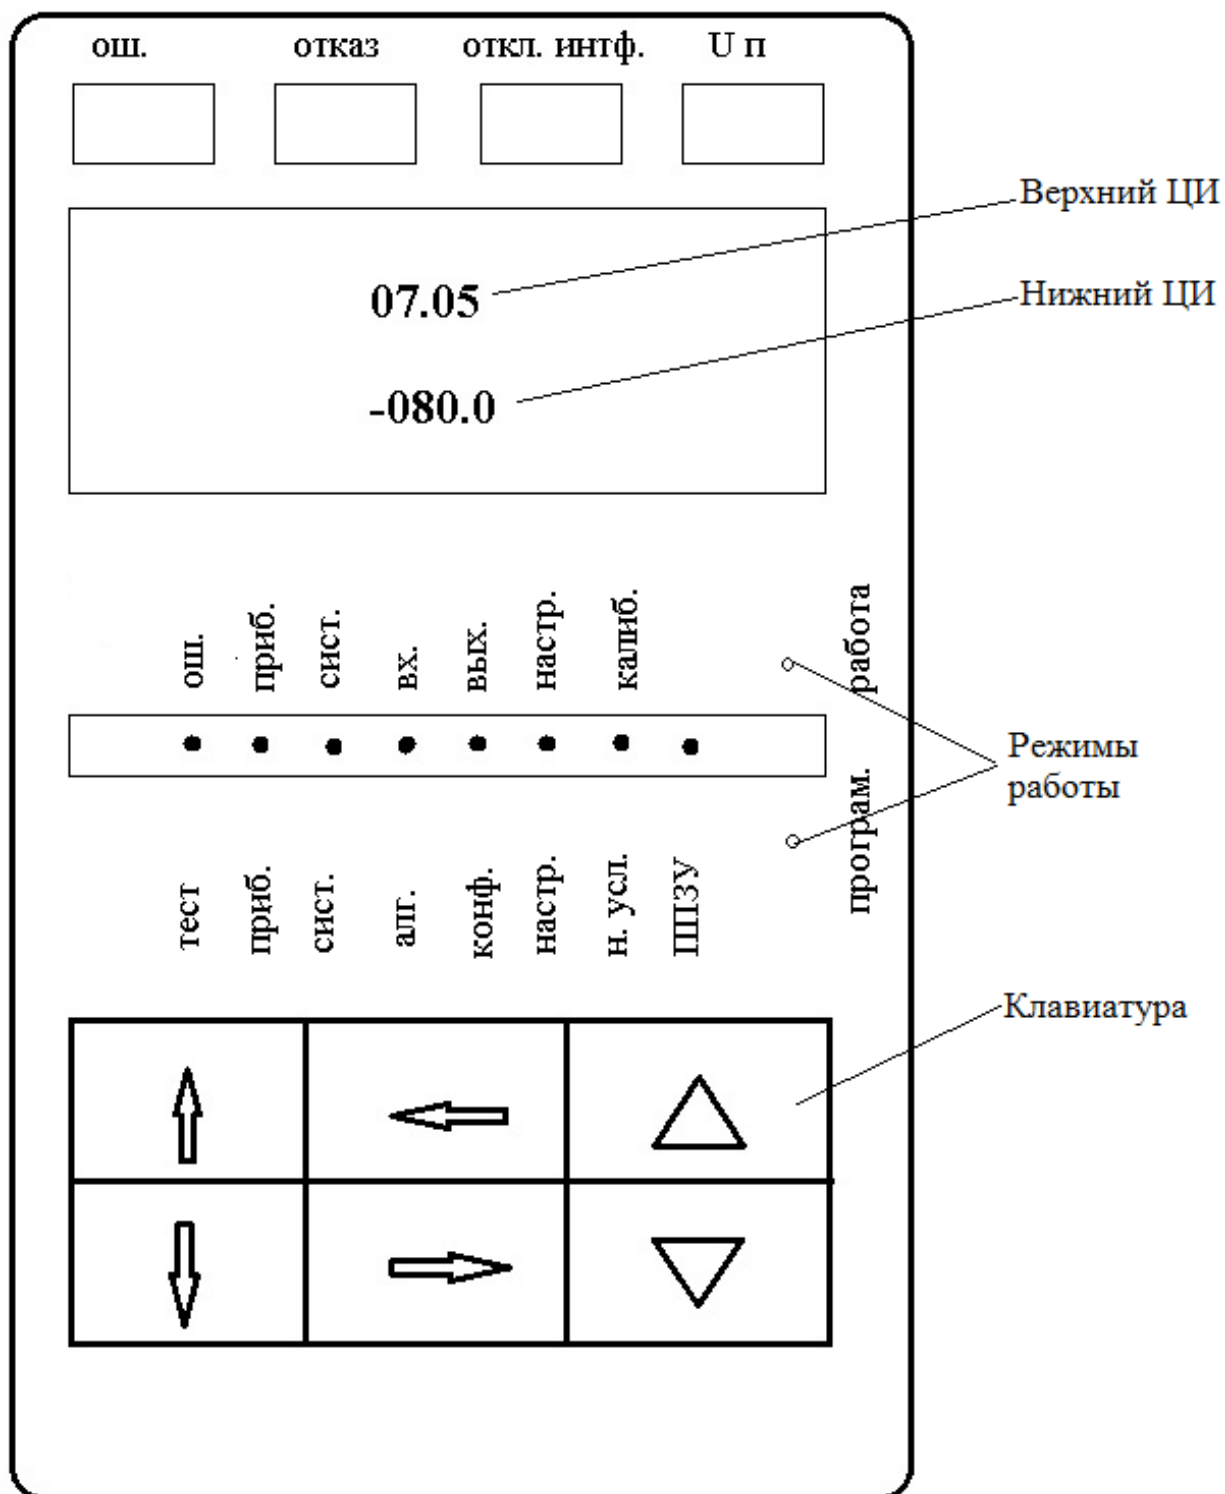 ош. отказ откл. интф. U п
Верхний ЦИ
07.05
Нижний ЦИ
-080.0
ош. приб. сист. вх. вых. настр. калиб. работа
Режимы
работы
тест приб. сист. алг. конф. настр. н. усл. ППЗУ програм.
Клавиатура